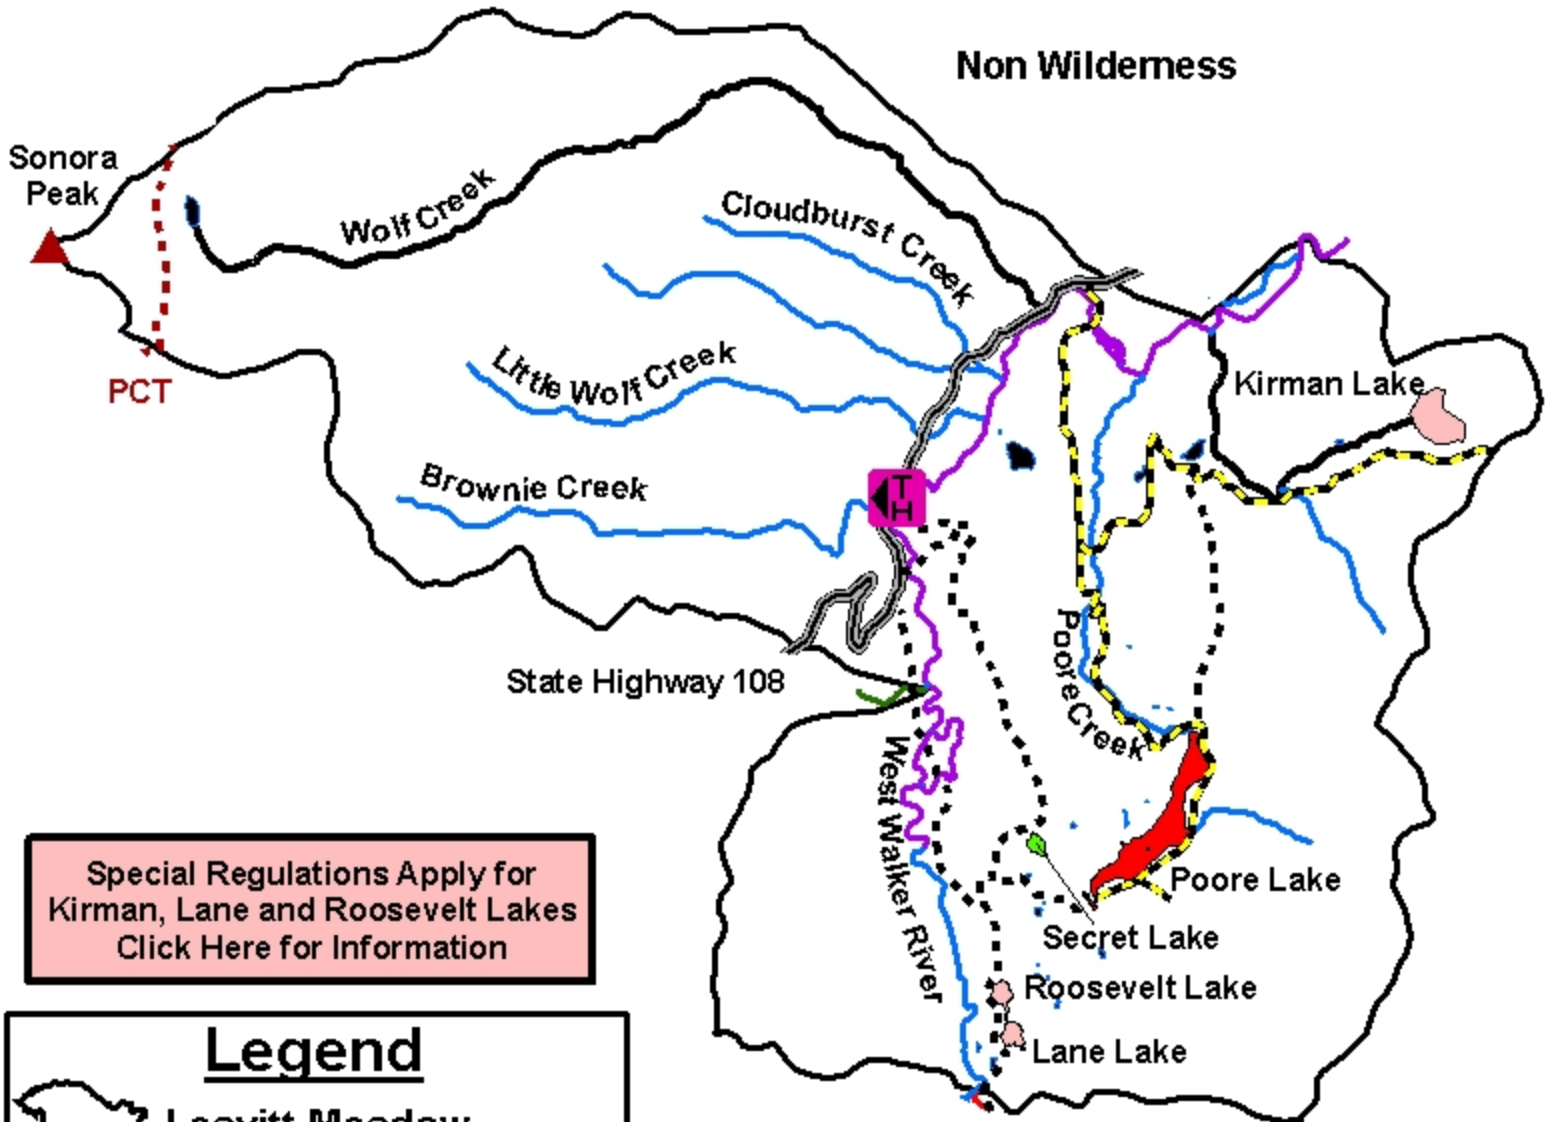 Non Wilderness
Sonora
Peak
Wolf Creek
Cloudburst Creek
PCT
Little Wolf Creek
Kirman Lake
Brownie Creek
T
H
State Highway 108
Poore Creek
West Walker River
Poore Lake
Secret Lake
Roosevelt Lake
Lane Lake
Special Regulations Apply for
Kirman, Lane and Roosevelt Lakes
Click Here for Information
Legend
Leavitt Meadow